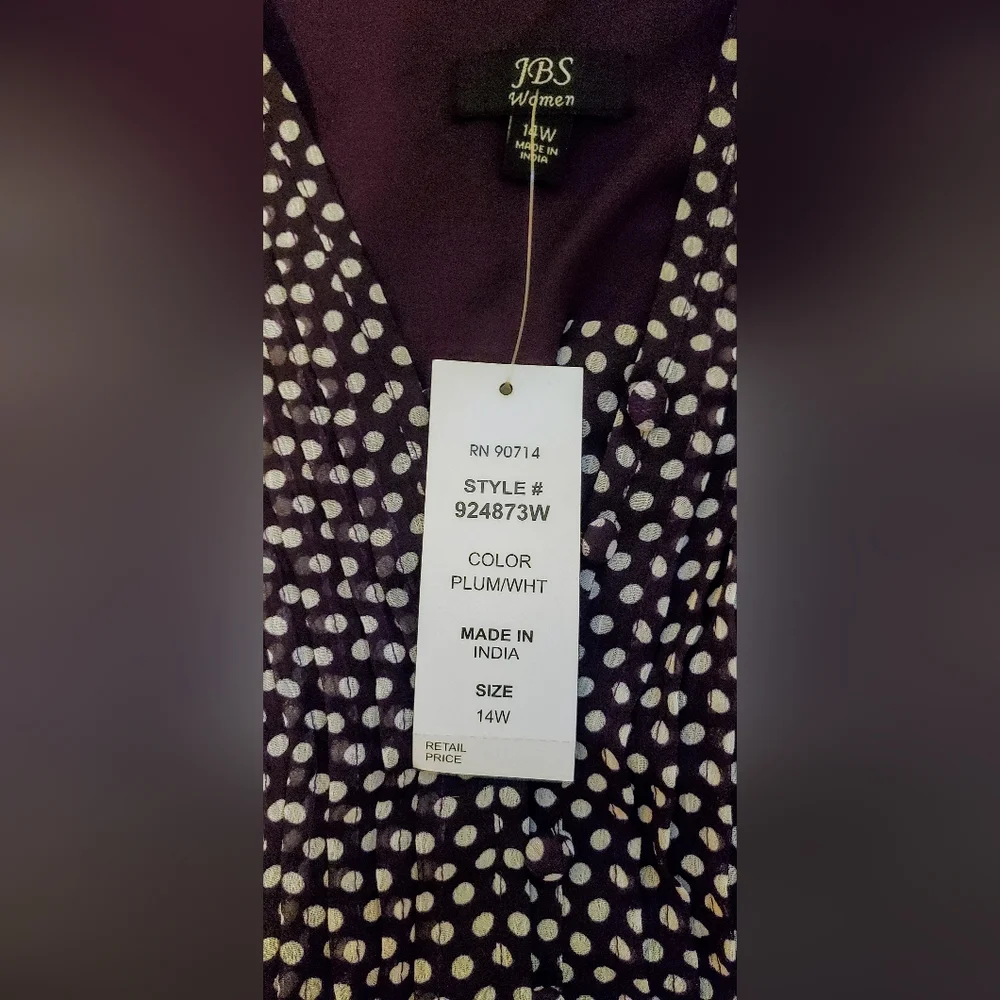 JBS
Women
14W
MADE IN
INDIA
RN 90714
STYLE #
924873W
COLOR
PLUM/WHT
MADE IN
INDIA
SIZE
14W
RETAIL
PRICE